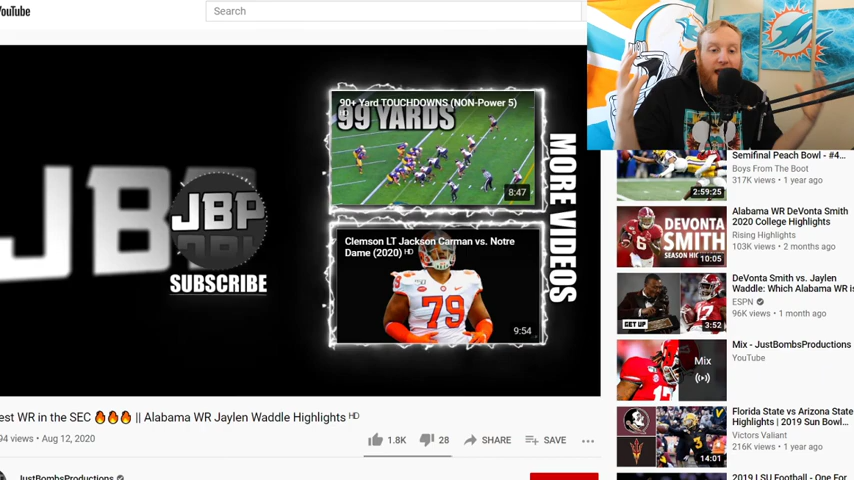 YouTube
Search
90+ Yard TOUCHDOWNS (NON-Power 5)
HD
99 YARDS
8:47
JBP
JBP
SUBSCRIBE
Clemson LT Jackson Carman vs. Notre
Dame (2020) HD
79
9:54
MORE VIDEOS
est WR in the SEC 🔥🔥🔥 || Alabama WR Jaylen Waddle Highlights HD
94 views • Aug 12, 2020
1.8K
28
SHARE
SAVE
JustBombsProductions
Semifinal Peach Bowl - #4...
Boys From The Boot
317K views • 1 year ago
2:59:25
Alabama WR DeVonta Smith
2020 College Highlights
Rising Highlights
103K views • 2 months ago
DEVONTA
SMITH
10:05
DeVonta Smith vs. Jaylen
Waddle: Which Alabama WR is
ESPN
96K views • 1 month ago
GET UP
3:52
Mix - JustBombsProductions
YouTube
Mix
Florida State vs Arizona State
Highlights | 2019 Sun Bowl...
Victors Valiant
216K views • 1 year ago
14:01
2019 LSU Football - One For